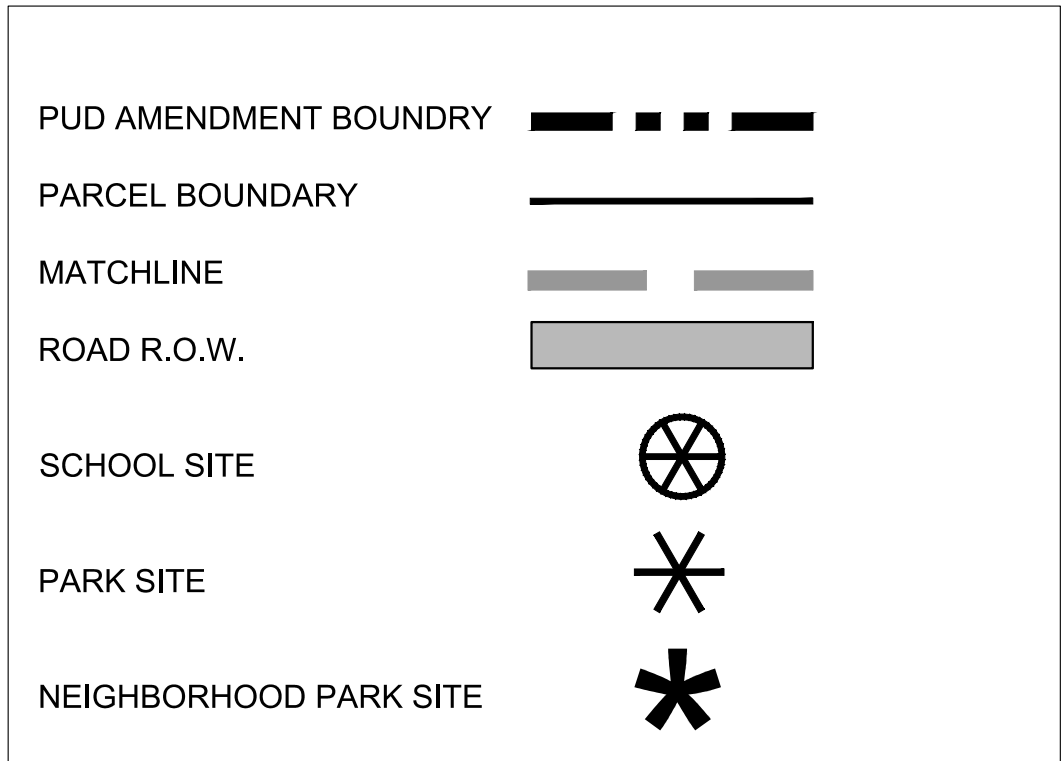 PUD AMENDMENT BOUNDRY
PARCEL BOUNDARY
MATCHLINE
ROAD R.O.W.
SCHOOL SITE
PARK SITE
NEIGHBORHOOD PARK SITE